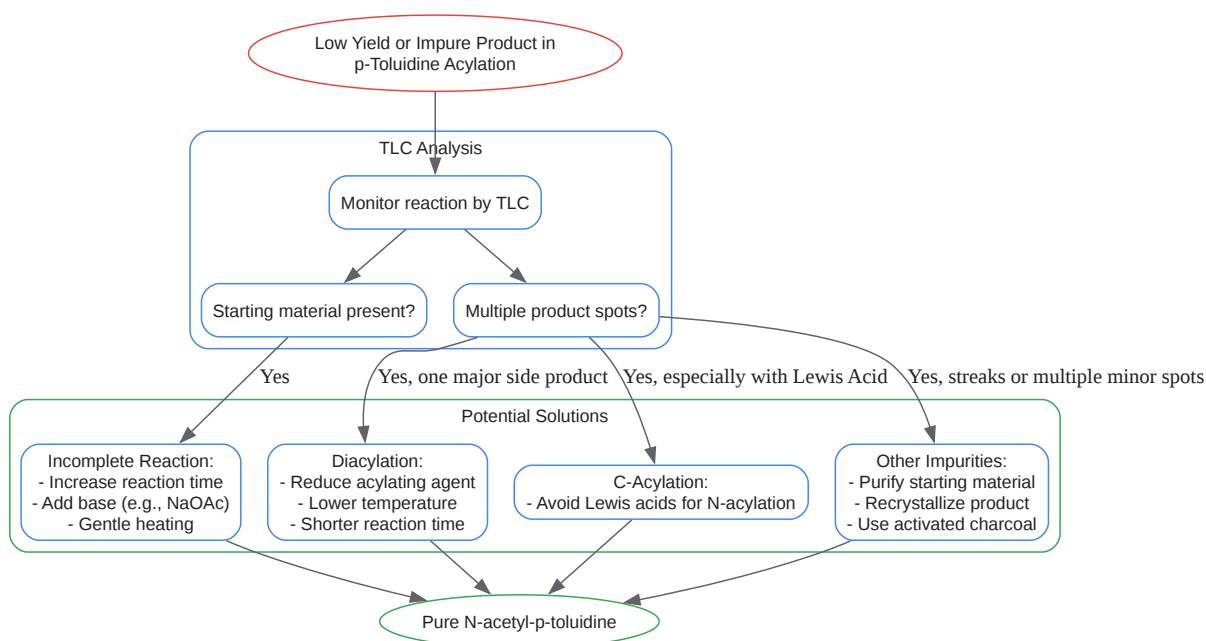 Low Yield or Impure Product in
p-Toluidine Acylation
TLC Analysis
Monitor reaction by TLC
Starting material present?
Multiple product spots?
Yes
Yes, one major side product
Yes, especially with Lewis Acid
Yes, streaks or multiple minor spots
Potential Solutions
Incomplete Reaction:
- Increase reaction time
- Add base (e.g., NaOAc)
- Gentle heating
Diacylation:
- Reduce acylating agent
- Lower temperature
- Shorter reaction time
C-Acylation:
- Avoid Lewis acids for N-acylation
Other Impurities:
- Purify starting material
- Recrystallize product
- Use activated charcoal
Pure N-acetyl-p-toluidine